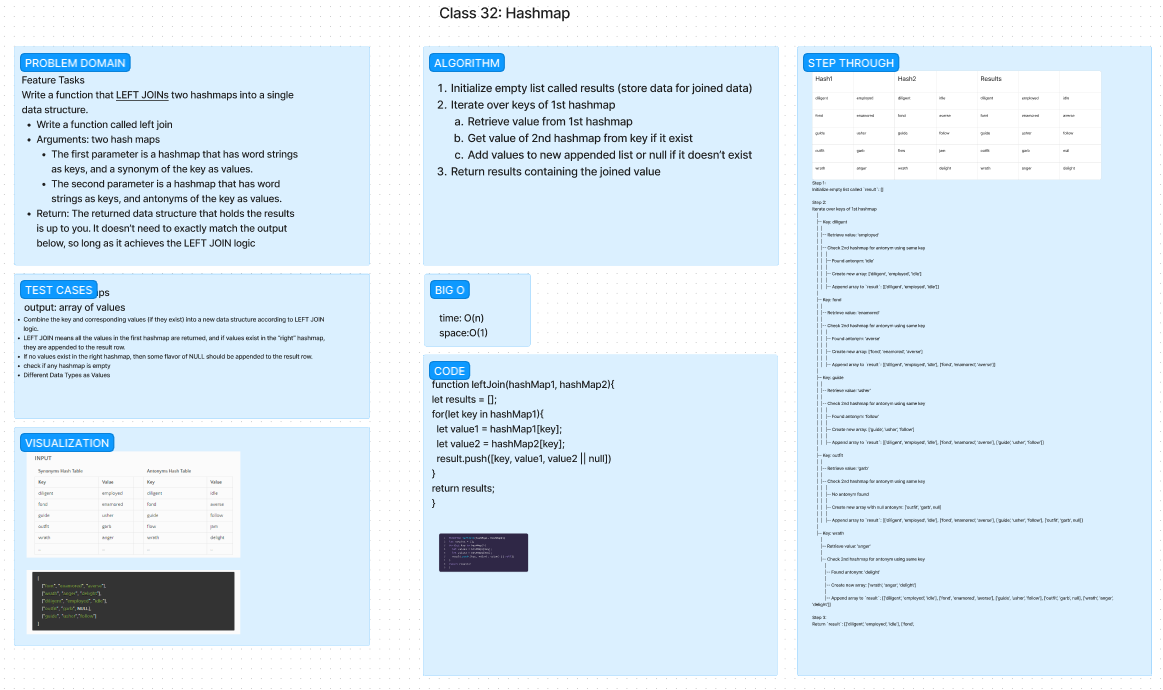 Class 32: Hashmap
PROBLEM DOMAIN
Feature Tasks
Write a function that LEFT JOINs two hashmaps into a single
data structure.
• Write a function called left join
• Arguments: two hash maps
• The first parameter is a hashmap that has word strings
as keys, and a synonym of the key as values.
• The second parameter is a hashmap that has word
strings as keys, and antonyms of the key as values.
• Return: The returned data structure that holds the results
is up to you. It doesn't need to exactly match the output
below, so long as it achieves the LEFT JOIN logic
TEST CASES
ps
output: array of values
• Combine the key and corresponding values (if they exist) into a new data structure according to LEFT JOIN
logic.
• LEFT JOIN means all the values in the first hashmap are returned, and if values exist in the "right" hashmap,
they are appended to the result row.
• If no values exist in the right hashmap, then some flavor of NULL should be appended to the result row.
• check if any hashmap is empty
• Different Data Types as Values
VISUALIZATION
INPUT
Synonyms Hash Table Antonyms Hash Table
Key Value Key Value
diligent employed diligent idle
fond enamored fond averse
guide usher guide follow
outfit garb flow jam
wrath anger wrath delight
... ... ... ...
[
["fond", "enamored", "averse"],
["wrath", "anger", "delight"],
["diligent", "employed", "idle"],
["outfit", "garb", NULL],
["guide", "usher", "follow"]
]
ALGORITHM
1. Initialize empty list called results (store data for joined data)
2. Iterate over keys of 1st hashmap
a. Retrieve value from 1st hashmap
b. Get value of 2nd hashmap from key if it exist
c. Add values to new appended list or null if it doesn't exist
3. Return results containing the joined value
BIG O
time: O(n)
space:O(1)
CODE
function leftJoin(hashMap1, hashMap2){
let results = [];
for(let key in hashMap1){
let value1 = hashMap1[key];
let value2 = hashMap2[key];
result.push([key, value1, value2 || null])
}
return results;
}
STEP THROUGH
Hash1 Hash2 Results
diligent employed diligent idle diligent employed idle
fond enamored fond averse fond enamored averse
guide usher guide follow guide usher follow
outfit garb flow jam outfit garb null
wrath anger wrath delight wrath anger delight
Step 1:
Initialize empty list called `result`: []
Step 2:
Iterate over keys of 1st hashmap
|-- Key: diligent
|-- Retrieve value: 'employed'
|-- Check 2nd hashmap for antonym using same key
|-- Found antonym: 'idle'
|-- Create new array: ['diligent', 'employed', 'idle']
|-- Append array to `result`: [['diligent', 'employed', 'idle']]
|-- Key: fond
|-- Retrieve value: 'enamored'
|-- Check 2nd hashmap for antonym using same key
|-- Found antonym: 'averse'
|-- Create new array: ['fond', 'enamored', 'averse']
|-- Append array to `result`: [['diligent', 'employed', 'idle'], ['fond', 'enamored', 'averse']]
|-- Key: guide
|-- Retrieve value: 'usher'
|-- Check 2nd hashmap for antonym using same key
|-- Found antonym: 'follow'
|-- Create new array: ['guide', 'usher', 'follow']
|-- Append array to `result`: [['diligent', 'employed', 'idle'], ['fond', 'enamored', 'averse'], ['guide', 'usher', 'follow']]
|-- Key: outfit
|-- Retrieve value: 'garb'
|-- Check 2nd hashmap for antonym using same key
|-- No antonym found
|-- Create new array with null antonym: ['outfit', 'garb', null]
|-- Append array to `result`: [['diligent', 'employed', 'idle'], ['fond', 'enamored', 'averse'], ['guide', 'usher', 'follow'], ['outfit', 'garb', null]]
|-- Key: wrath
|-- Retrieve value: 'anger'
|-- Check 2nd hashmap for antonym using same key
|-- Found antonym: 'delight'
|-- Create new array: ['wrath', 'anger', 'delight']
|-- Append array to `result`: [['diligent', 'employed', 'idle'], ['fond', 'enamored', 'averse'], ['guide', 'usher', 'follow'], ['outfit', 'garb', null], ['wrath', 'anger',
'delight']]
Step 3:
Return `result`: [['diligent', 'employed', 'idle'], ['fond',